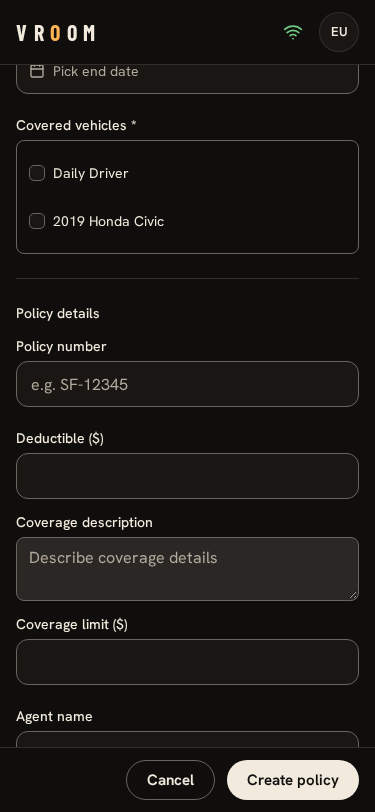 VROOM
EU
Pick end date
Covered vehicles *
Daily Driver
2019 Honda Civic
Policy details
Policy number
e.g. SF-12345
Deductible ($)
Coverage description
Describe coverage details
Coverage limit ($)
Agent name
Cancel
Create policy